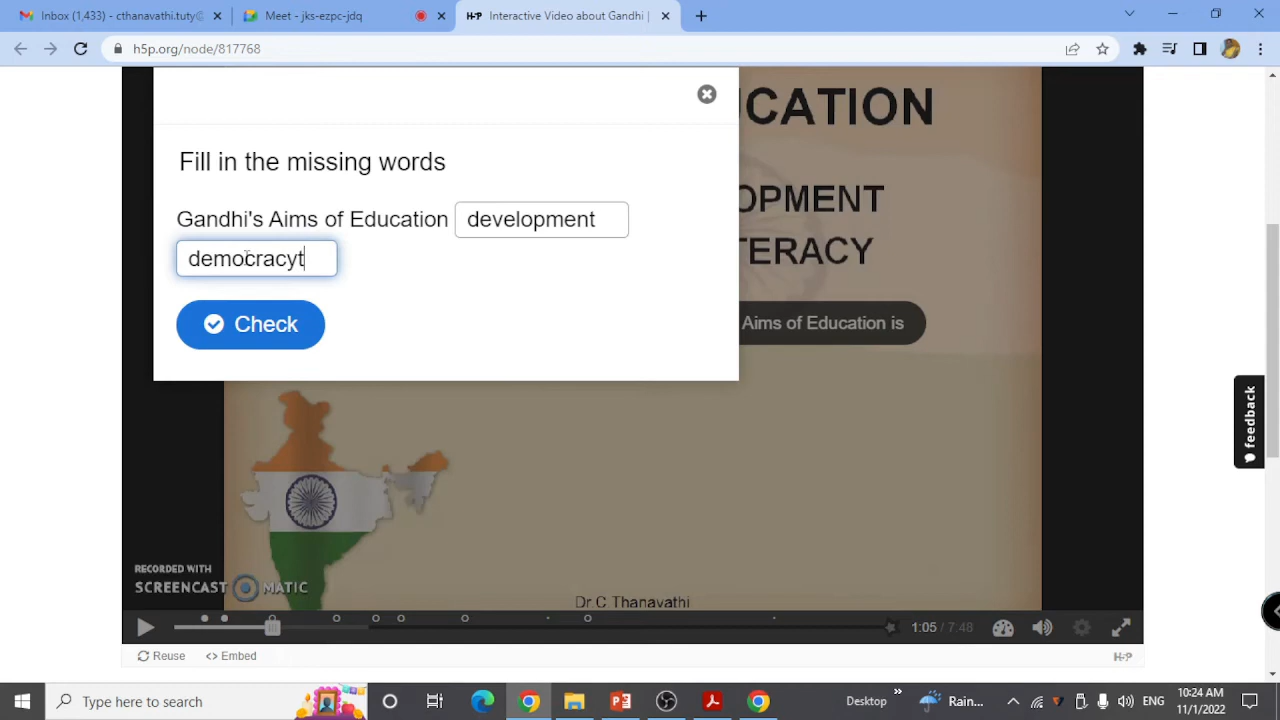 Inbox (1,433) - cthanavathi.tuty@
Meet - jks-ezpc-jdq
H-P Interactive Video about Gandhi |
h5p.org/node/817768
UCATION
Fill in the missing words
OPMENT
Gandhi's Aims of Education development
TERACY
democracyt
Check
Aims of Education is
feedback
RECORDED WITH
SCREENCAST MATIC
Dr.C Thanavathi
1:05 / 7:48
Reuse <> Embed H-P
Type here to search
Desktop
Rain...
ENG
10:24 AM
11/1/2022